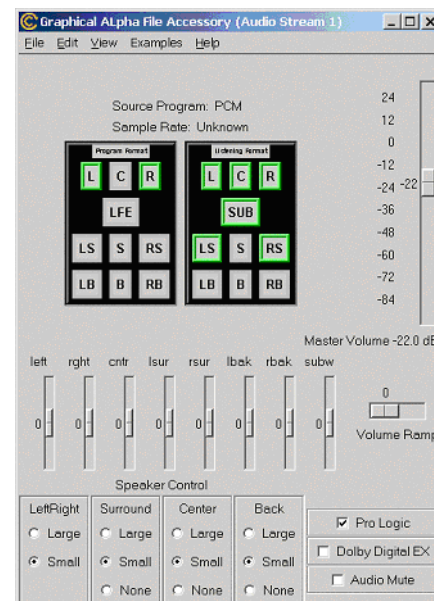 Graphical ALpha File Accessory (Audio Stream 1)
File Edit View Examples Help
Source Program: PCM
Sample Rate: Unknown
Program Format
Listening Format
L C R
LFE
LS S RS
LB B RB
L C R
SUB
LS S RS
LB B RB
24
12
0
-12
-24
-22
-36
-48
-60
-72
-84
Master Volume -22.0 dB
left rght cntr lsur rsur lbak rbak subw
0 0 0 0 0 0 0 0
0
Volume Ramp
Speaker Control
LeftRight
Large
Small
Surround
Large
Small
None
Center
Large
Small
None
Back
Large
Small
None
Pro Logic
Dolby Digital EX
Audio Mute